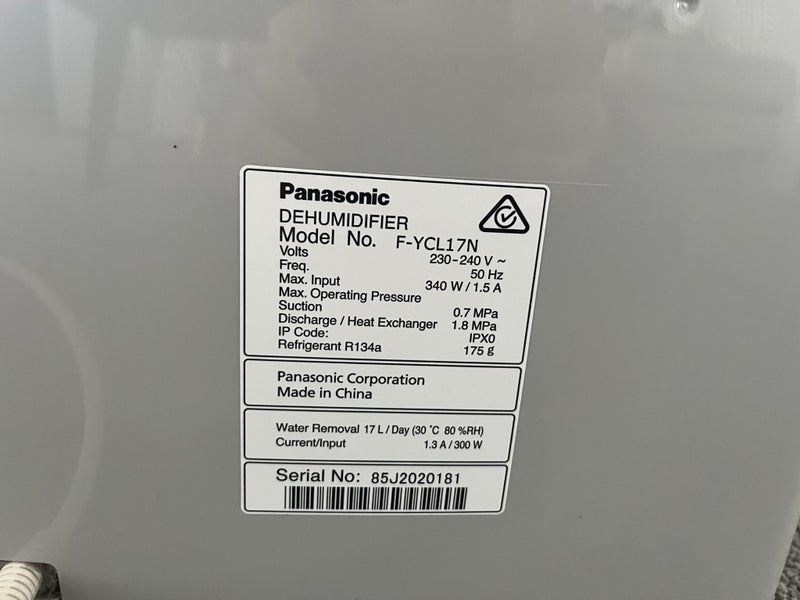 Panasonic
DEHUMIDIFIER
Model No. F-YCL17N
Volts 230-240 V ~
Freq. 50 Hz
Max. Input 340 W / 1.5 A
Max. Operating Pressure
Suction 0.7 MPa
Discharge / Heat Exchanger 1.8 MPa
IP Code: IPX0
Refrigerant R134a 175 g
Panasonic Corporation
Made in China
Water Removal 17 L / Day (30 °C 80 %RH)
Current/Input 1.3 A / 300 W
Serial No: 85J2020181